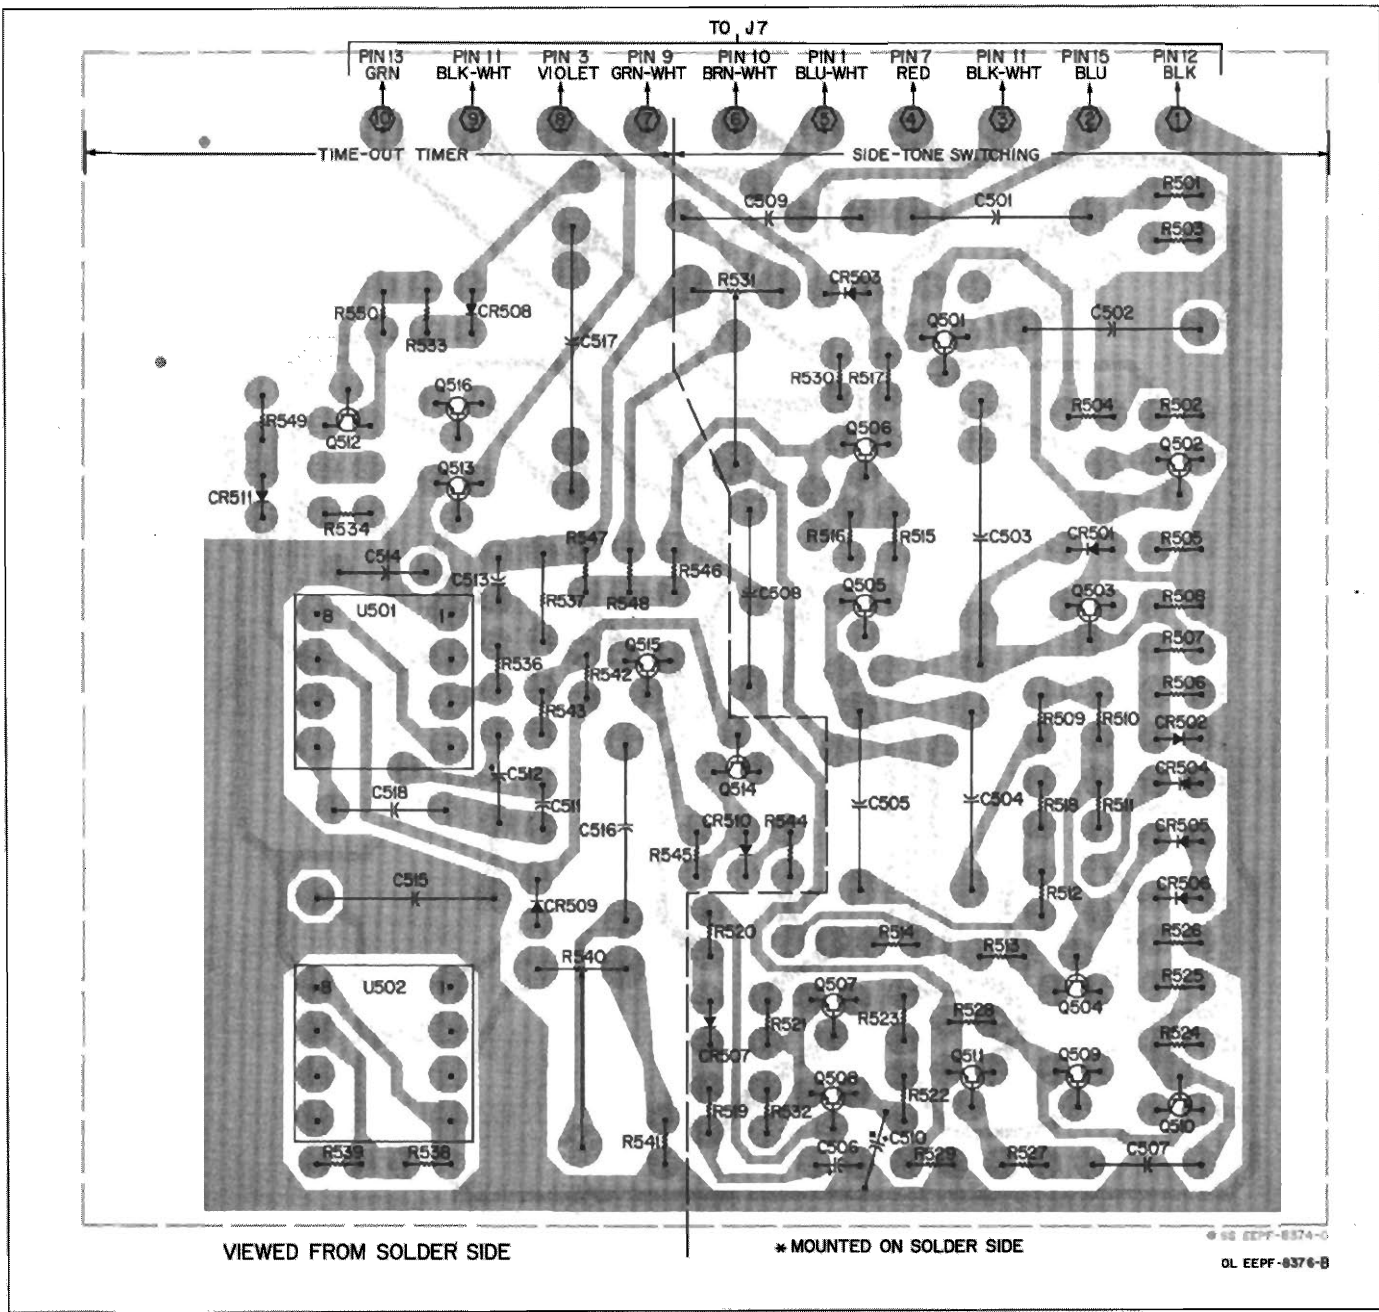 TO J7
PIN 13 PIN 11 PIN 3 PIN 9 PIN 10 PIN 1 PIN 7 PIN 11 PIN 15 PIN 12
GRN BLK-WHT VIOLET GRN-WHT BRN-WHT BLU-WHT RED BLK-WHT BLU BLK
10 9 8 7 6 5 4 3 2 1
TIME-OUT TIMER SIDE-TONE SWITCHING
R501
C509 C501
R503
R531 CR503
R550 CR508 C502
R533 C517 Q501
R530 R517
Q516
R549 R504 R502
Q512 Q506 Q502
Q513
CR511
R534
R547 R516 R515 C503 CR501 R505
C514 C513 R546
R537 R548 C508 Q505 Q503 R508
8 U501 1
Q515 R507
R536 R542
R543 R506
R509 R510 CR502
C512 Q514 CR504
C518 C511 C505 C504 R518 R511
C516 CR510 R544 CR505
R545
C515 CR509 R512 CR506
R520 R514 R513 R526
R540
8 U502 1 Q507 Q504 R525
R521 R523 R528 R524
CR507 Q511 Q509
Q508 R522
R519 R532 Q510
R541 *C510
R539 R538 C506 R529 R527 C507
VIEWED FROM SOLDER SIDE * MOUNTED ON SOLDER SIDE
OL EEPF-8376-B